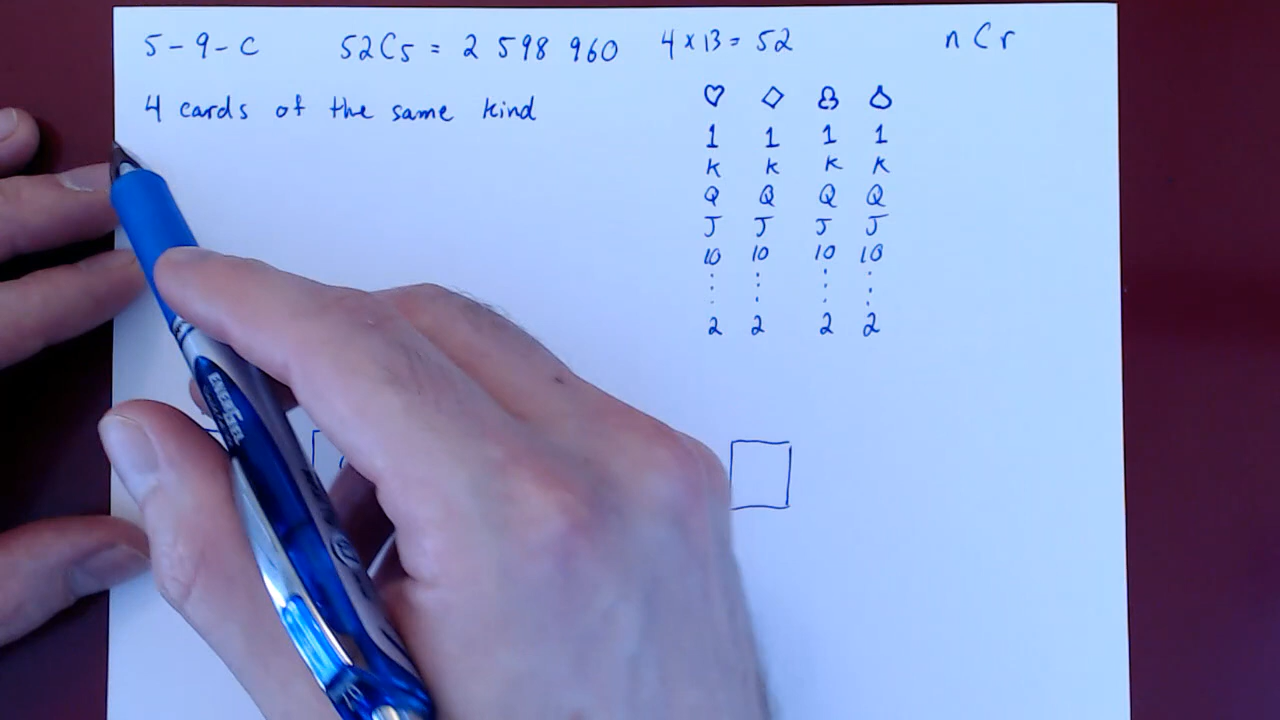 5-9-C 52C5 = 2 598 960 4 x 13 = 52 n C r
4 cards of the same kind
♡ ◇ ♧ ♤
1 1 1 1
K K K K
Q Q Q Q
J J J J
10 10 10 10
2 2 2 2
ENERGEL